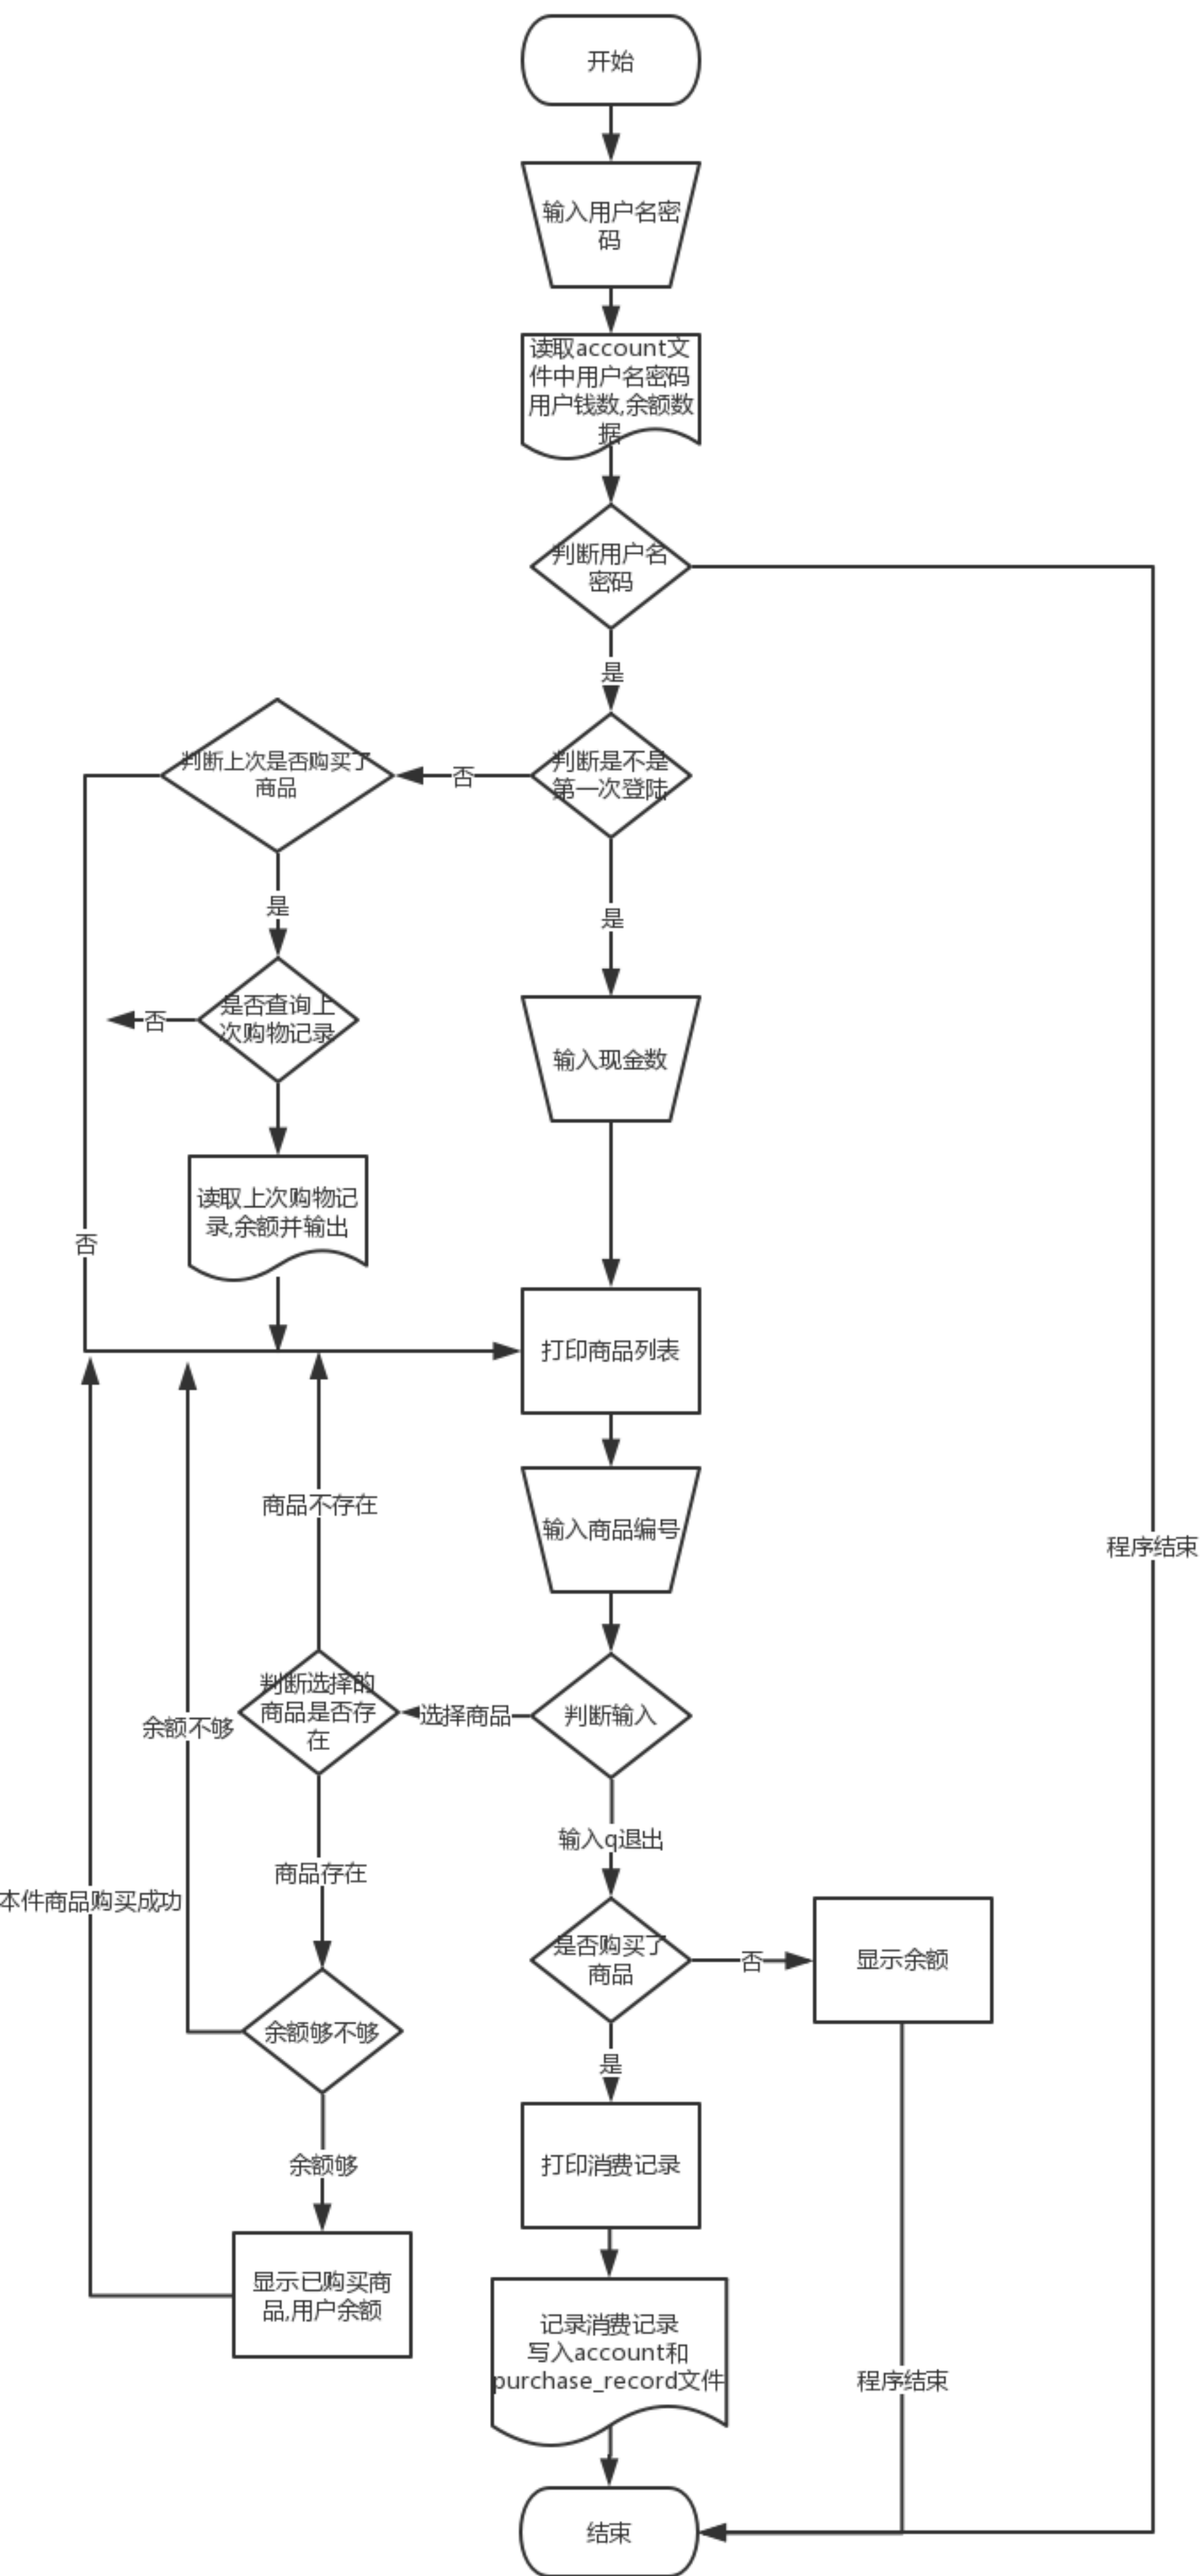 开始
输入用户名密
码
读取account文
件中用户名密码
用户钱数,余额数
据
判断用户名
密码
是
判断上次是否购买了
商品
否
判断是不是
第一次登陆
是
是
是否查询上
次购物记录
否
输入现金数
读取上次购物记
录,余额并输出
否
打印商品列表
商品不存在
输入商品编号
程序结束
判断选择的
商品是否存
在
选择商品
判断输入
余额不够
输入q退出
商品存在
本件商品购买成功
是否购买了
商品
否
显示余额
余额够不够
是
余额够
打印消费记录
显示已购买商
品,用户余额
记录消费记录
写入account和
purchase_record文件
程序结束
结束